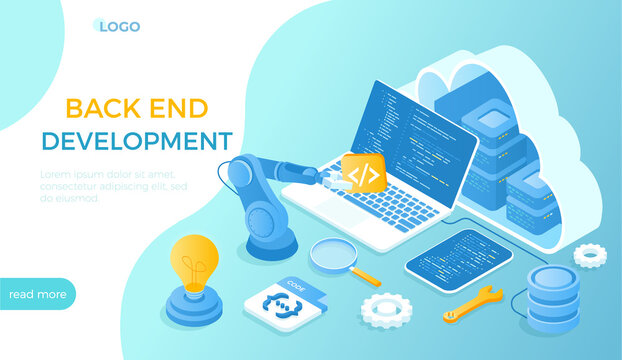 LOGO
BACK END
DEVELOPMENT
Lorem ipsum dolor sit amet,
consectetur adipiscing elit, sed do
eiusmod.
read more
</>
CODE
{...}